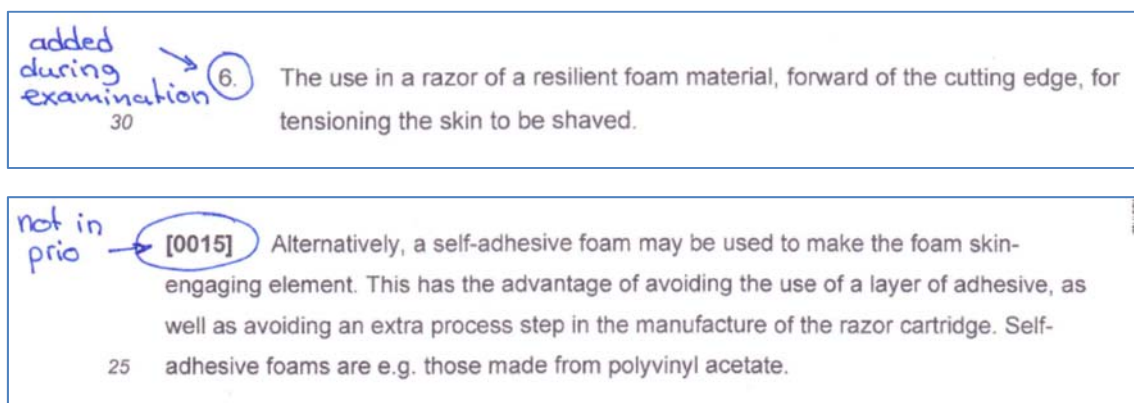 added
during
examination
6. The use in a razor of a resilient foam material, forward of the cutting edge, for
30 tensioning the skin to be shaved.
not in
prio
[0015] Alternatively, a self-adhesive foam may be used to make the foam skin-
engaging element. This has the advantage of avoiding the use of a layer of adhesive, as
well as avoiding an extra process step in the manufacture of the razor cartridge. Self-
25 adhesive foams are e.g. those made from polyvinyl acetate.